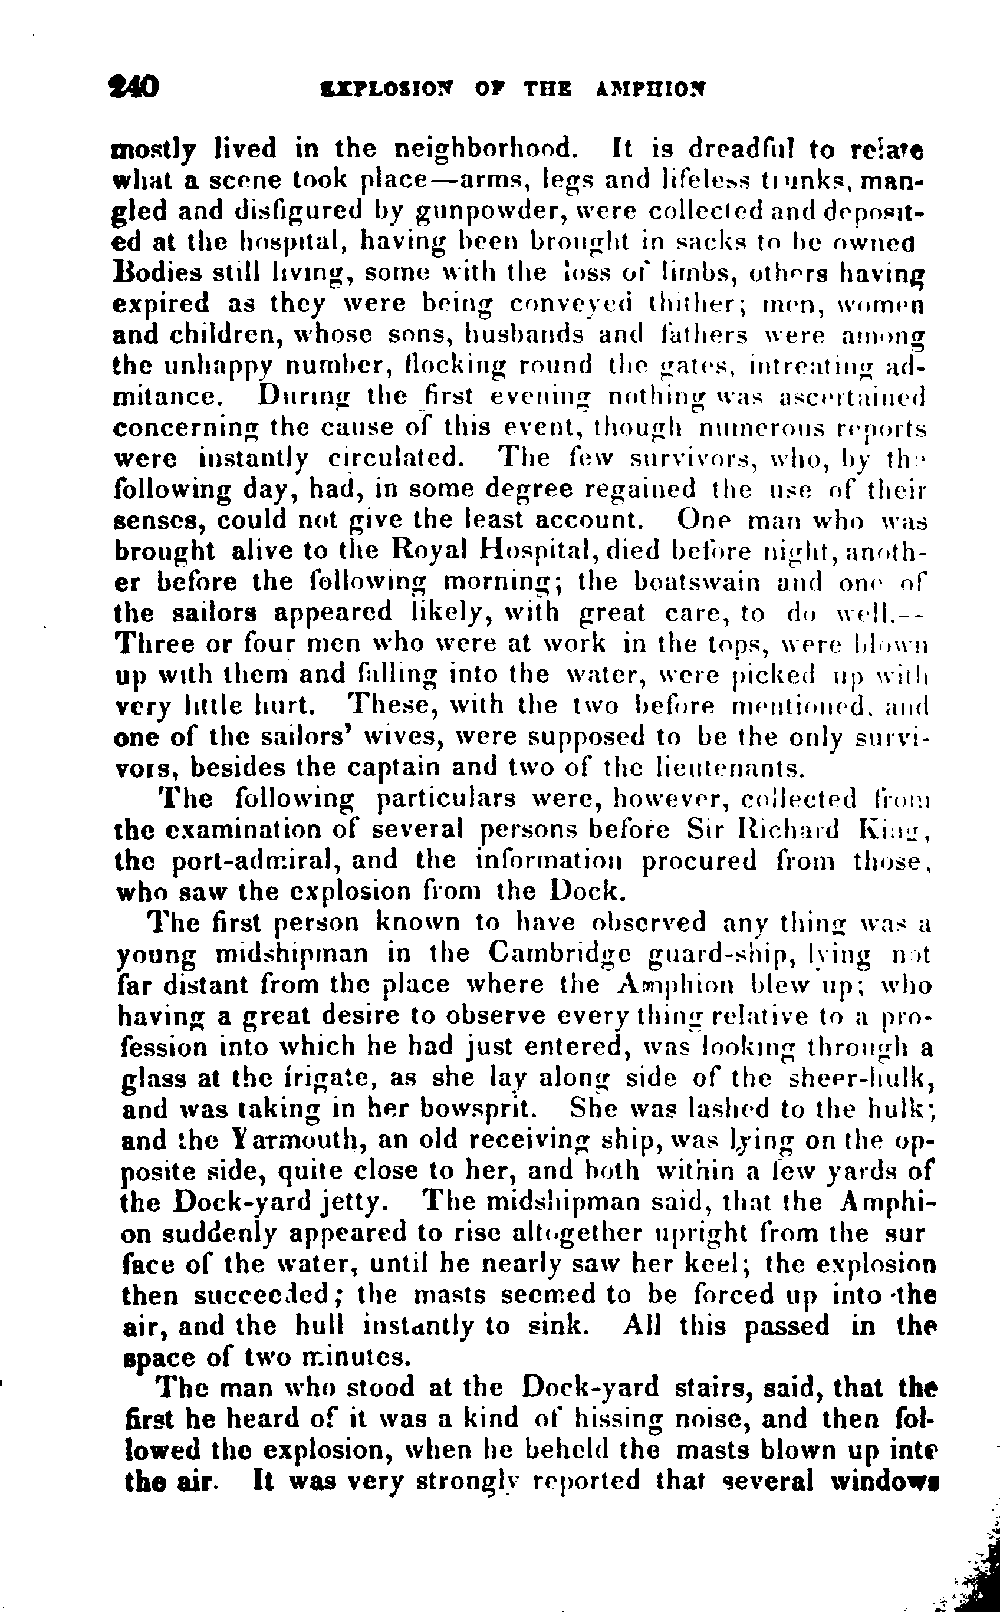 240 EXPLOSION OF THE AMPHION
mostly lived in the neighborhood. It is dreadful to relate
what a scene took place—arms, legs and lifeless trunks, man-
gled and disfigured by gunpowder, were collected and deposit-
ed at the hospital, having been brought in sacks to be owned
Bodies still living, some with the loss of limbs, others having
expired as they were being conveyed thither; men, women
and children, whose sons, husbands and fathers were among
the unhappy number, flocking round the gates, intreating ad-
mitance. During the first evening nothing was ascertained
concerning the cause of this event, though numerous reports
were instantly circulated. The few survivors, who, by the
following day, had, in some degree regained the use of their
senses, could not give the least account. One man who was
brought alive to the Royal Hospital, died before night, anoth-
er before the following morning; the boatswain and one of
the sailors appeared likely, with great care, to do well.--
Three or four men who were at work in the tops, were blown
up with them and falling into the water, were picked up with
very little hurt. These, with the two before mentioned, and
one of the sailors' wives, were supposed to be the only survi-
vors, besides the captain and two of the lieutenants.
The following particulars were, however, collected from
the examination of several persons before Sir Richard King,
the port-admiral, and the information procured from those,
who saw the explosion from the Dock.
The first person known to have observed any thing was a
young midshipman in the Cambridge guard-ship, lying not
far distant from the place where the Amphion blew up; who
having a great desire to observe every thing relative to a pro-
fession into which he had just entered, was looking through a
glass at the frigate, as she lay along side of the sheer-hulk,
and was taking in her bowsprit. She was lashed to the hulk;
and the Yarmouth, an old receiving ship, was lying on the op-
posite side, quite close to her, and both within a few yards of
the Dock-yard jetty. The midshipman said, that the Amphi-
on suddenly appeared to rise altogether upright from the sur
face of the water, until he nearly saw her keel; the explosion
then succeeded; the masts seemed to be forced up into the
air, and the hull instantly to sink. All this passed in the
space of two minutes.
The man who stood at the Dock-yard stairs, said, that the
first he heard of it was a kind of hissing noise, and then fol-
lowed the explosion, when he beheld the masts blown up into
the air. It was very strongly reported that several windows